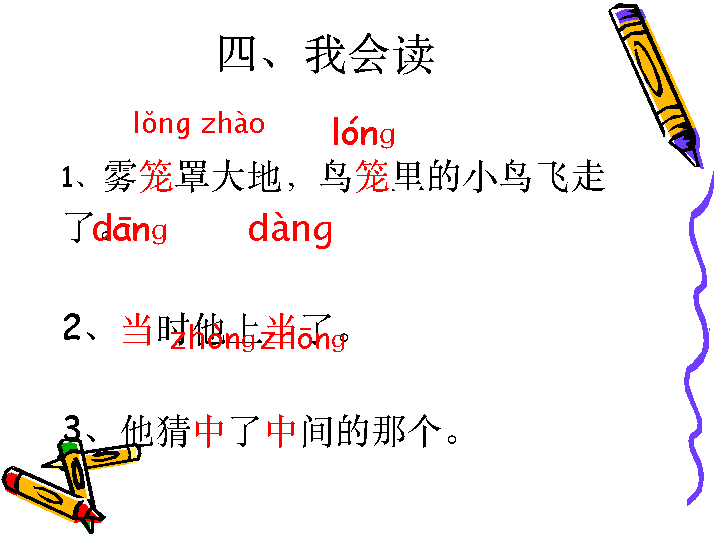 四、我会读
lǒng zhào lóng
1、雾笼罩大地，鸟笼里的小鸟飞走
了。
dāng dàng
2、当时他上当了。
zhòng zhōng
3、他猜中了中间的那个。